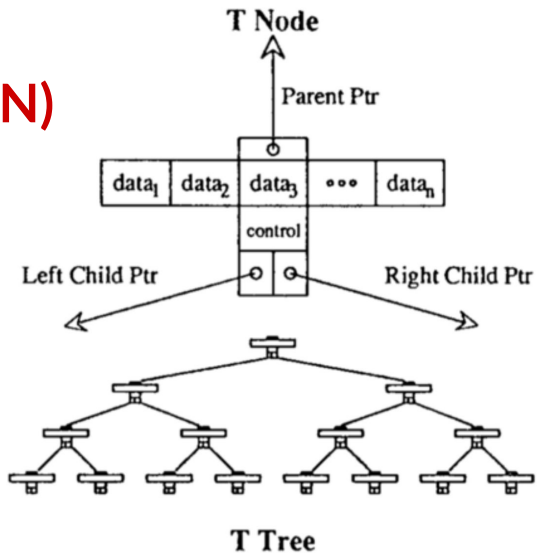 T Node
N)
Parent Ptr
data₁ data₂ data₃ ∘∘∘ dataₙ
control
Left Child Ptr Right Child Ptr
T Tree